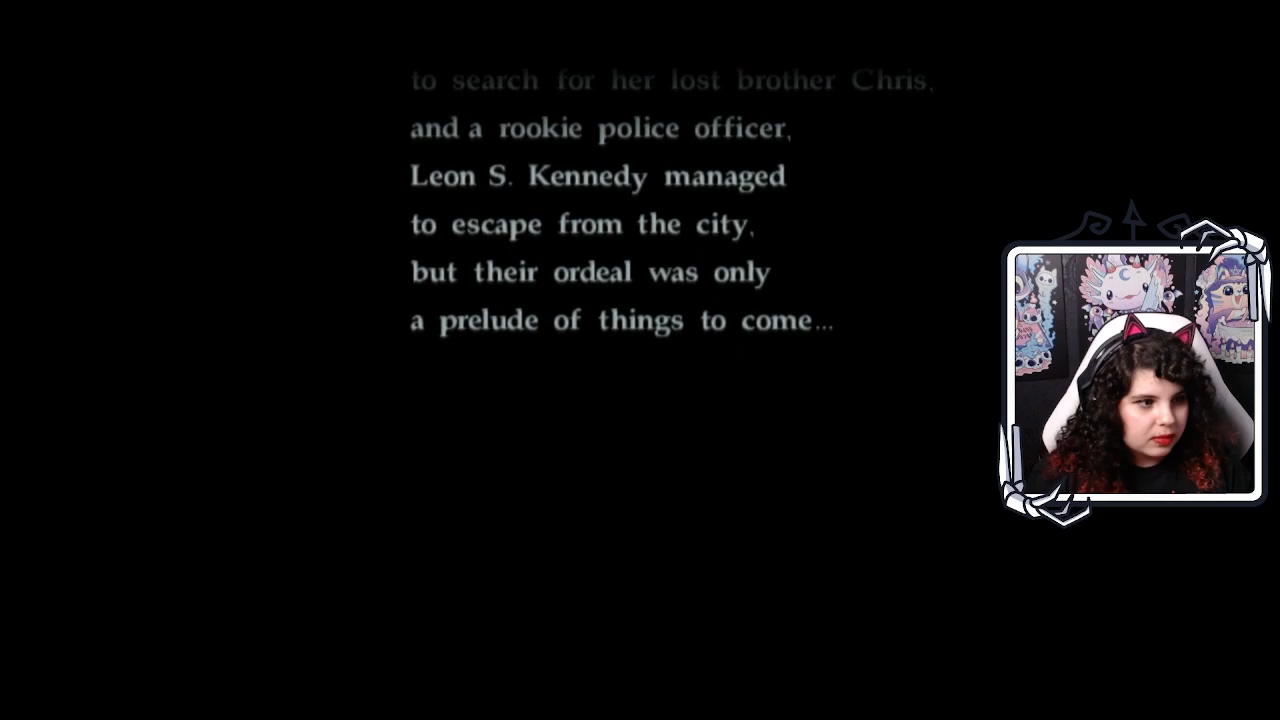 to search for her lost brother Chris,
and a rookie police officer,
Leon S. Kennedy managed
to escape from the city,
but their ordeal was only
a prelude of things to come...